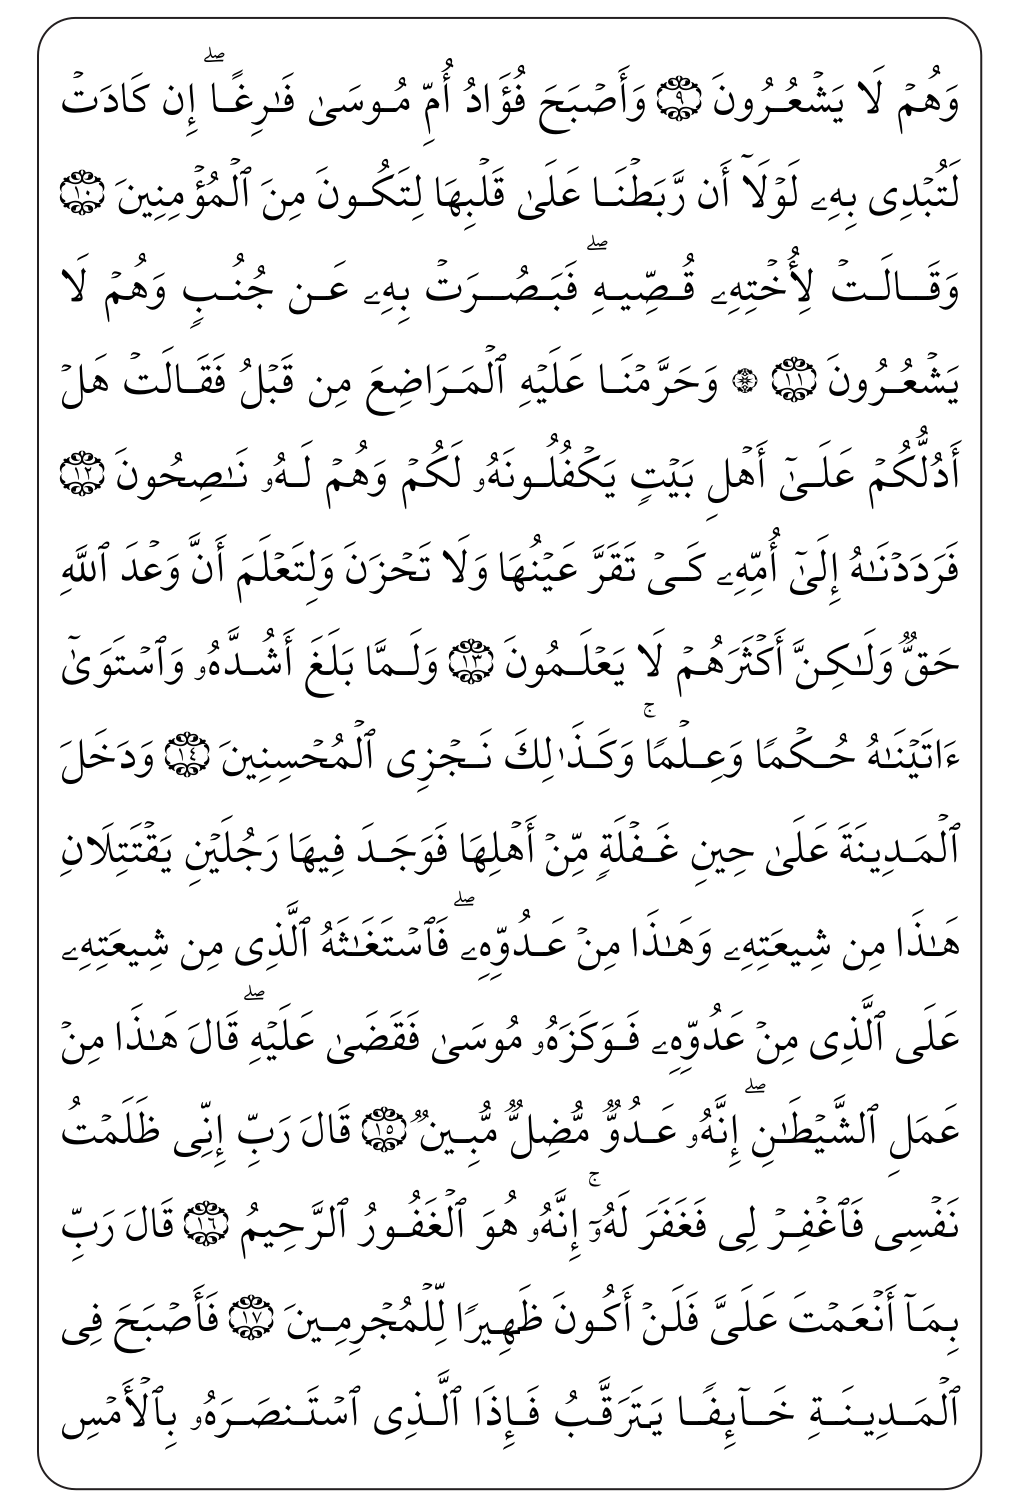 وَهُمۡ لَا يَشۡعُرُونَ ٩ وَأَصۡبَحَ فُؤَادُ أُمِّ مُوسَىٰ فَٰرِغًاۖ إِن كَادَتۡ
لَتُبۡدِي بِهِۦ لَوۡلَآ أَن رَّبَطۡنَا عَلَىٰ قَلۡبِهَا لِتَكُونَ مِنَ ٱلۡمُؤۡمِنِينَ ١٠
وَقَالَتۡ لِأُخۡتِهِۦ قُصِّيهِۖ فَبَصُرَتۡ بِهِۦ عَن جُنُبٖ وَهُمۡ لَا
يَشۡعُرُونَ ١١ ۞ وَحَرَّمۡنَا عَلَيۡهِ ٱلۡمَرَاضِعَ مِن قَبۡلُ فَقَالَتۡ هَلۡ
أَدُلُّكُمۡ عَلَىٰٓ أَهۡلِ بَيۡتٖ يَكۡفُلُونَهُۥ لَكُمۡ وَهُمۡ لَهُۥ نَٰصِحُونَ ١٢
فَرَدَدۡنَٰهُ إِلَىٰٓ أُمِّهِۦ كَيۡ تَقَرَّ عَيۡنُهَا وَلَا تَحۡزَنَ وَلِتَعۡلَمَ أَنَّ وَعۡدَ ٱللَّهِ
حَقّٞ وَلَٰكِنَّ أَكۡثَرَهُمۡ لَا يَعۡلَمُونَ ١٣ وَلَمَّا بَلَغَ أَشُدَّهُۥ وَٱسۡتَوَىٰٓ
ءَاتَيۡنَٰهُ حُكۡمٗا وَعِلۡمٗاۚ وَكَذَٰلِكَ نَجۡزِي ٱلۡمُحۡسِنِينَ ١٤ وَدَخَلَ
ٱلۡمَدِينَةَ عَلَىٰ حِينِ غَفۡلَةٖ مِّنۡ أَهۡلِهَا فَوَجَدَ فِيهَا رَجُلَيۡنِ يَقۡتَتِلَانِ
هَٰذَا مِن شِيعَتِهِۦ وَهَٰذَا مِنۡ عَدُوِّهِۦۖ فَٱسۡتَغَٰثَهُ ٱلَّذِي مِن شِيعَتِهِۦ
عَلَى ٱلَّذِي مِنۡ عَدُوِّهِۦ فَوَكَزَهُۥ مُوسَىٰ فَقَضَىٰ عَلَيۡهِۖ قَالَ هَٰذَا مِنۡ
عَمَلِ ٱلشَّيۡطَٰنِۖ إِنَّهُۥ عَدُوّٞ مُّضِلّٞ مُّبِينٞ ١٥ قَالَ رَبِّ إِنِّي ظَلَمۡتُ
نَفۡسِي فَٱغۡفِرۡ لِي فَغَفَرَ لَهُۥٓۚ إِنَّهُۥ هُوَ ٱلۡغَفُورُ ٱلرَّحِيمُ ١٦ قَالَ رَبِّ
بِمَآ أَنۡعَمۡتَ عَلَيَّ فَلَنۡ أَكُونَ ظَهِيرٗا لِّلۡمُجۡرِمِينَ ١٧ فَأَصۡبَحَ فِي
ٱلۡمَدِينَةِ خَآئِفٗا يَتَرَقَّبُ فَإِذَا ٱلَّذِي ٱسۡتَنصَرَهُۥ بِٱلۡأَمۡسِ